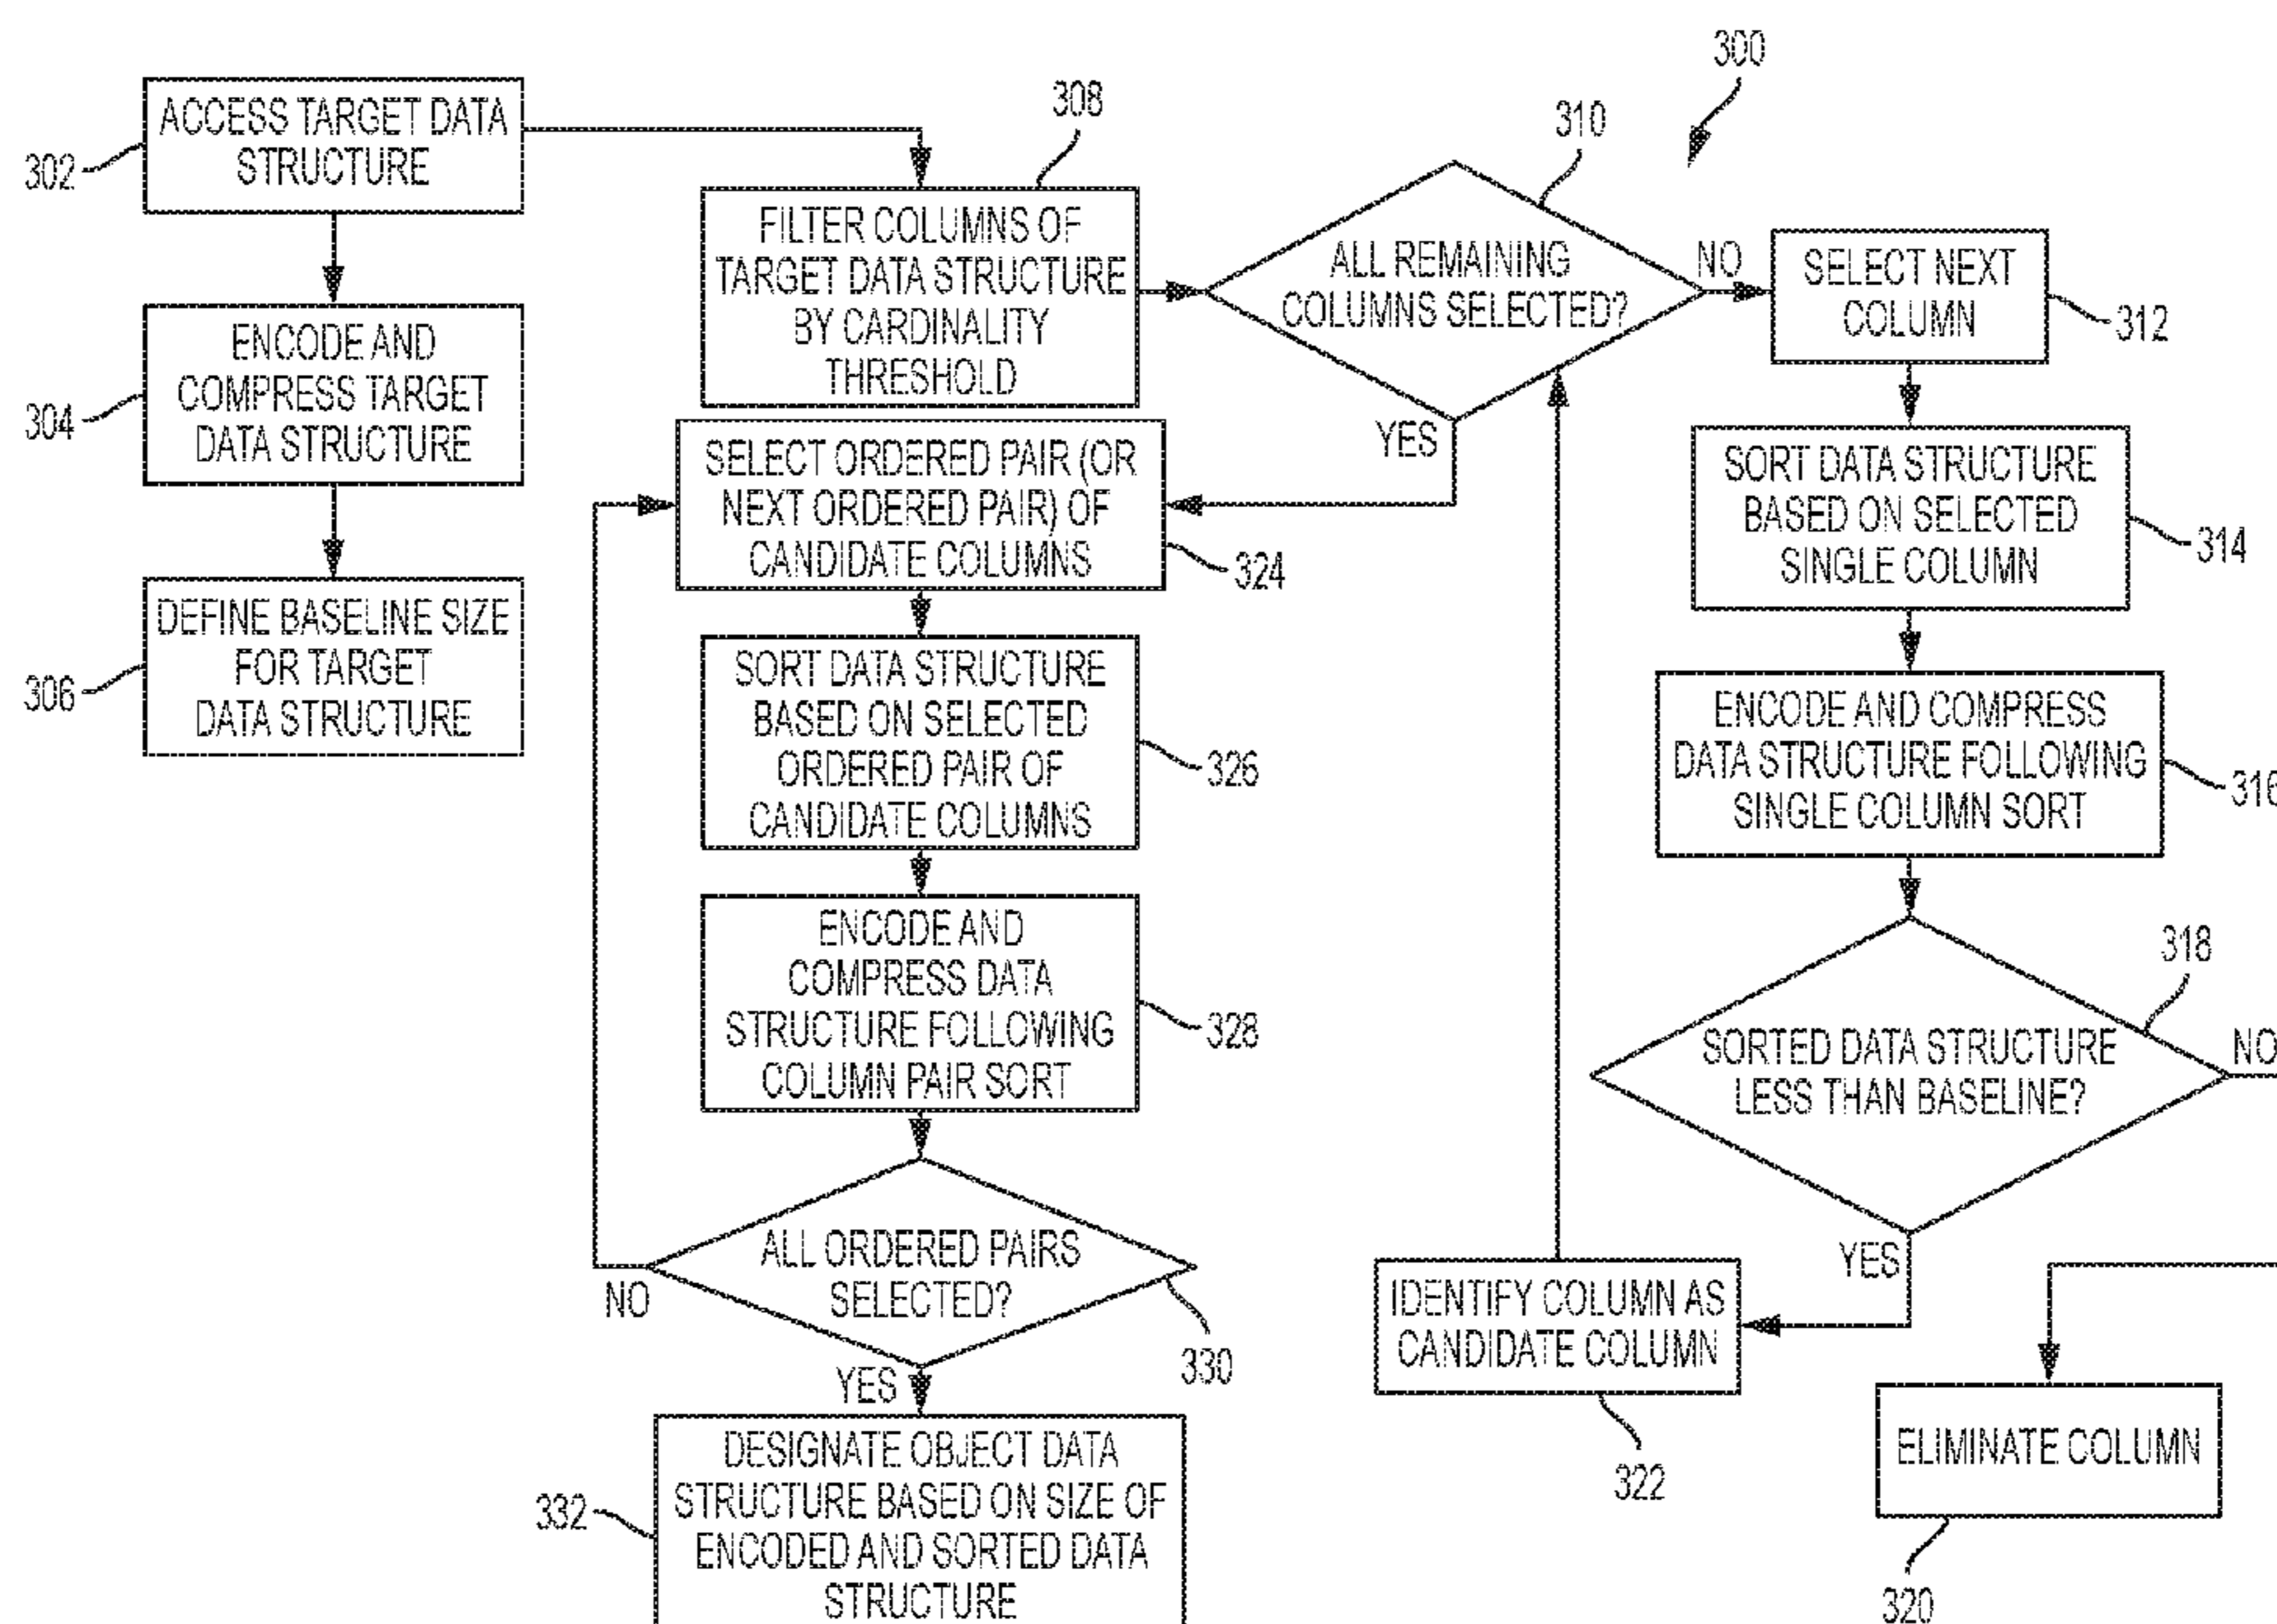 300
ACCESS TARGET DATA
STRUCTURE
302
ENCODE AND
COMPRESS TARGET
DATA STRUCTURE
304
DEFINE BASELINE SIZE
FOR TARGET
DATA STRUCTURE
306
308
FILTER COLUMNS OF
TARGET DATA STRUCTURE
BY CARDINALITY
THRESHOLD
310
ALL REMAINING
COLUMNS SELECTED?
NO
YES
SELECT NEXT
COLUMN
312
SORT DATA STRUCTURE
BASED ON SELECTED
SINGLE COLUMN
314
ENCODE AND COMPRESS
DATA STRUCTURE FOLLOWING
SINGLE COLUMN SORT
316
318
SORTED DATA STRUCTURE
LESS THAN BASELINE?
NO
YES
ELIMINATE COLUMN
320
IDENTIFY COLUMN AS
CANDIDATE COLUMN
322
SELECT ORDERED PAIR (OR
NEXT ORDERED PAIR) OF
CANDIDATE COLUMNS
324
SORT DATA STRUCTURE
BASED ON SELECTED
ORDERED PAIR OF
CANDIDATE COLUMNS
326
ENCODE AND
COMPRESS DATA
STRUCTURE FOLLOWING
COLUMN PAIR SORT
328
ALL ORDERED PAIRS
SELECTED?
NO
330
YES
DESIGNATE OBJECT DATA
STRUCTURE BASED ON SIZE OF
ENCODED AND SORTED DATA
STRUCTURE
332